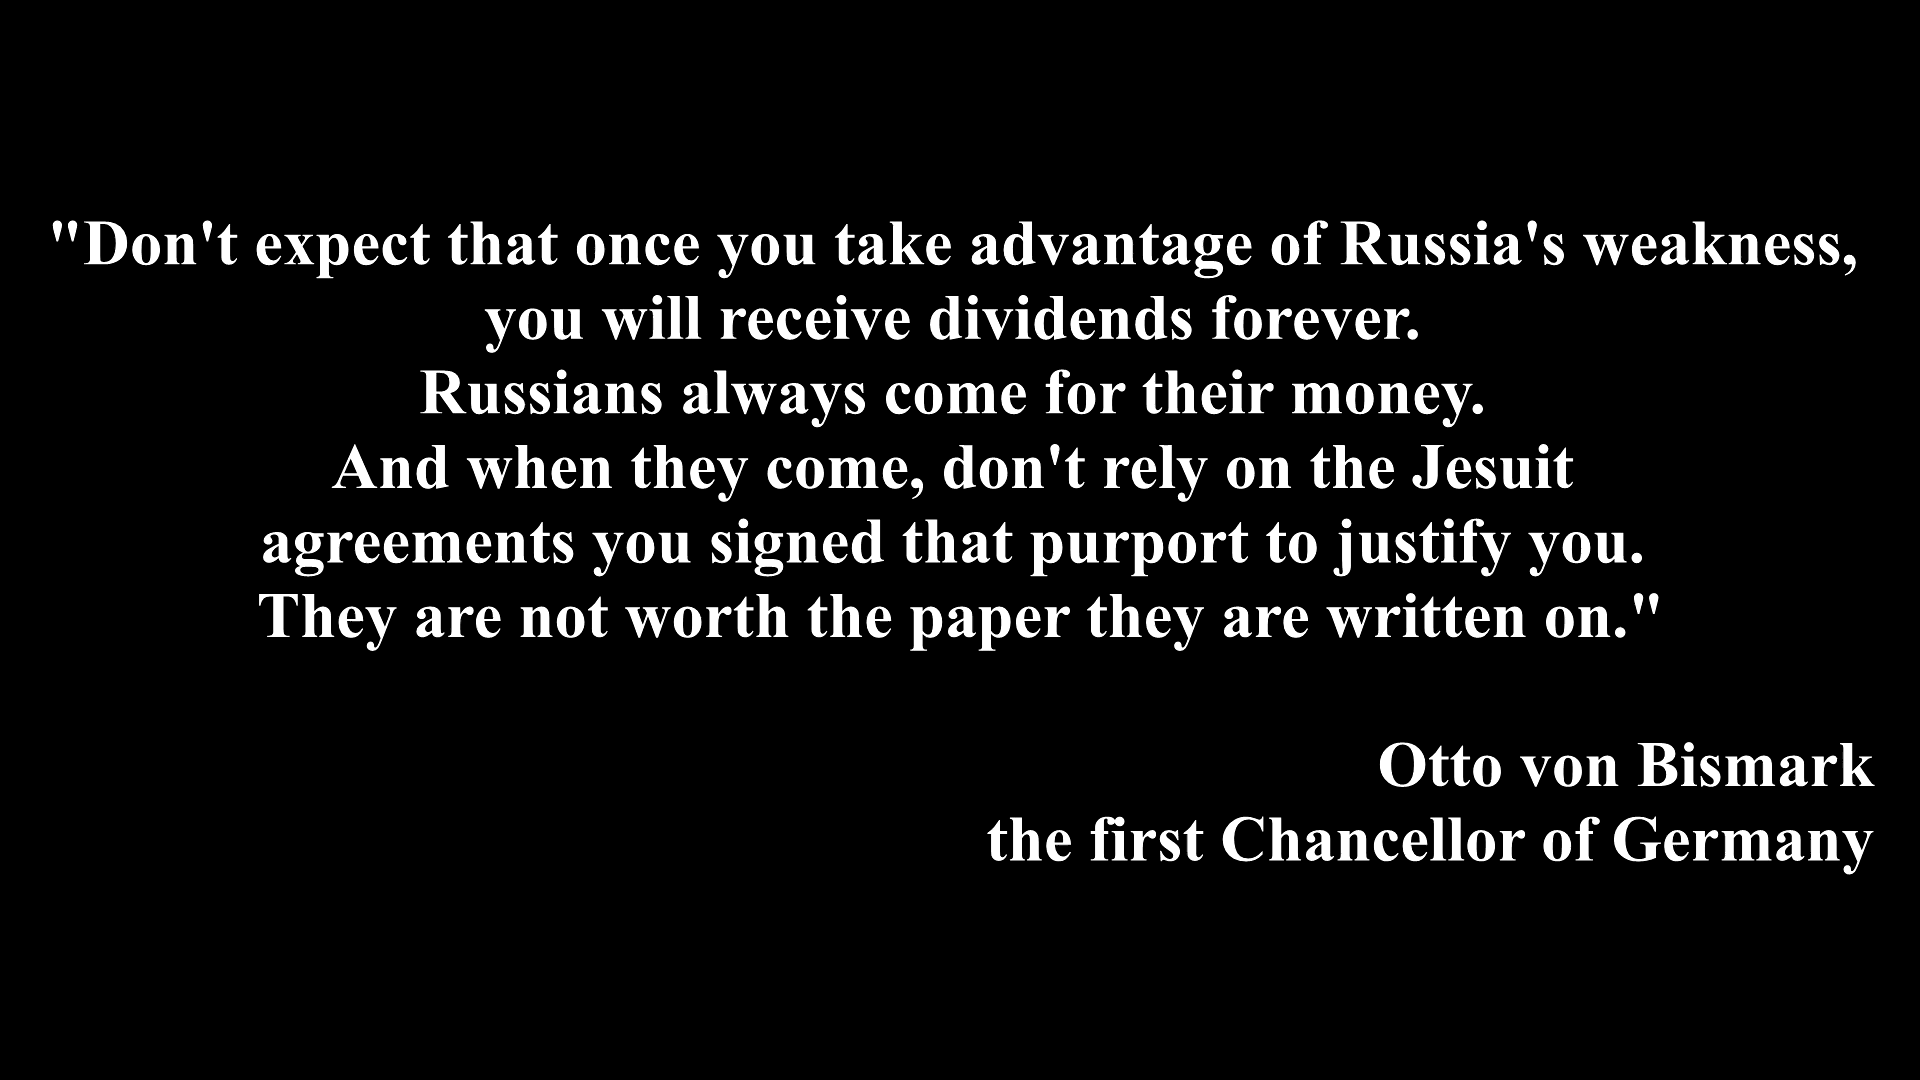 "Don't expect that once you take advantage of Russia's weakness,
you will receive dividends forever.
Russians always come for their money.
And when they come, don't rely on the Jesuit
agreements you signed that purport to justify you.
They are not worth the paper they are written on."
Otto von Bismark
the first Chancellor of Germany